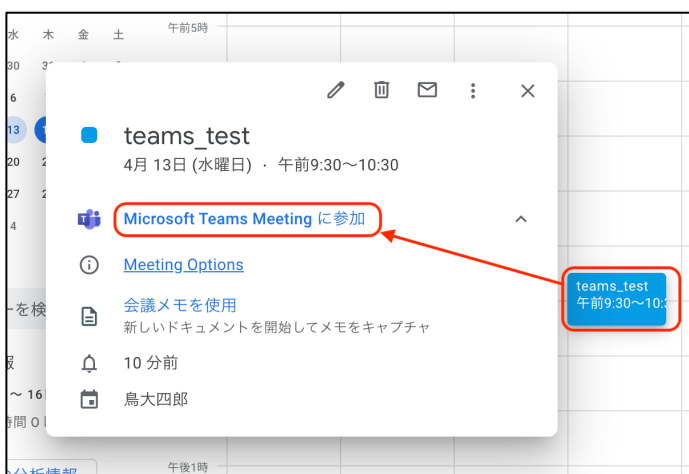 水 木 金 土
午前5時
30
6
13
20
27
4
teams_test
4月 13日 (水曜日) · 午前9:30～10:30
Microsoft Teams Meeting に参加
Meeting Options
会議メモを使用
新しいドキュメントを開始してメモをキャプチャ
10 分前
鳥大四郎
teams_test
午前9:30～10:
ーを検
～ 16
時間 0
分析情報
午後1時